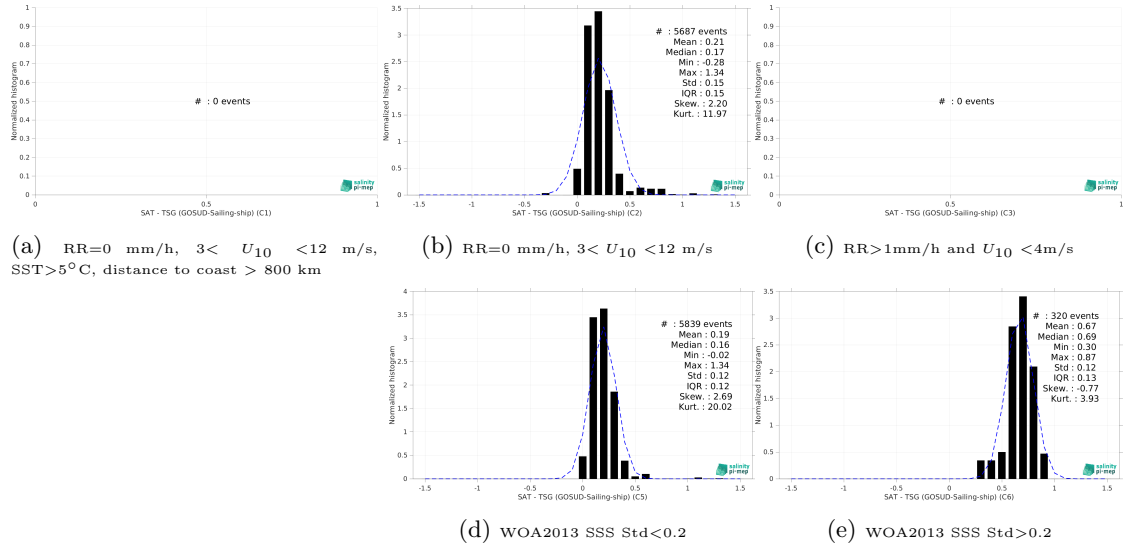 Normalized histogram
1
0.9
0.8
0.7
0.6
0.5
0.4
0.3
0.2
0.1
0
# : 0 events
salinity
pi-mep
0 0.5 1
SAT - TSG (GOSUD-Sailing-ship) (C1)
(a) RR=0 mm/h, 3< U10 <12 m/s,
SST>5°C, distance to coast > 800 km
Normalized histogram
3.5
3
2.5
2
1.5
1
0.5
0
# : 5687 events
Mean : 0.21
Median : 0.17
Min : -0.28
Max : 1.34
Std : 0.15
IQR : 0.15
Skew. : 2.20
Kurt. : 11.97
salinity
pi-mep
-1.5 -1 -0.5 0 0.5 1 1.5
SAT - TSG (GOSUD-Sailing-ship) (C2)
(b) RR=0 mm/h, 3< U10 <12 m/s
Normalized histogram
1
0.9
0.8
0.7
0.6
0.5
0.4
0.3
0.2
0.1
0
# : 0 events
salinity
pi-mep
0 0.5 1
SAT - TSG (GOSUD-Sailing-ship) (C3)
(c) RR>1mm/h and U10 <4m/s
Normalized histogram
4
3.5
3
2.5
2
1.5
1
0.5
0
# : 5839 events
Mean : 0.19
Median : 0.16
Min : -0.02
Max : 1.34
Std : 0.12
IQR : 0.12
Skew. : 2.69
Kurt. : 20.02
salinity
pi-mep
-1.5 -1 -0.5 0 0.5 1 1.5
SAT - TSG (GOSUD-Sailing-ship) (C5)
(d) WOA2013 SSS Std<0.2
Normalized histogram
3.5
3
2.5
2
1.5
1
0.5
0
# : 320 events
Mean : 0.67
Median : 0.69
Min : 0.30
Max : 0.87
Std : 0.12
IQR : 0.13
Skew. : -0.77
Kurt. : 3.93
salinity
pi-mep
-1.5 -1 -0.5 0 0.5 1 1.5
SAT - TSG (GOSUD-Sailing-ship) (C6)
(e) WOA2013 SSS Std>0.2